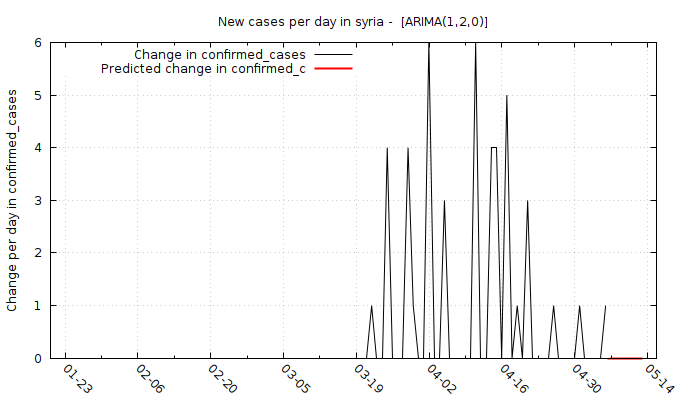 New cases per day in syria -  [ARIMA(1,2,0)]
Change in confirmed_cases
Predicted change in confirmed_c
Change per day in confirmed_cases
6
5
4
3
2
1
0
01-23 02-06 02-20 03-05 03-19 04-02 04-16 04-30 05-14